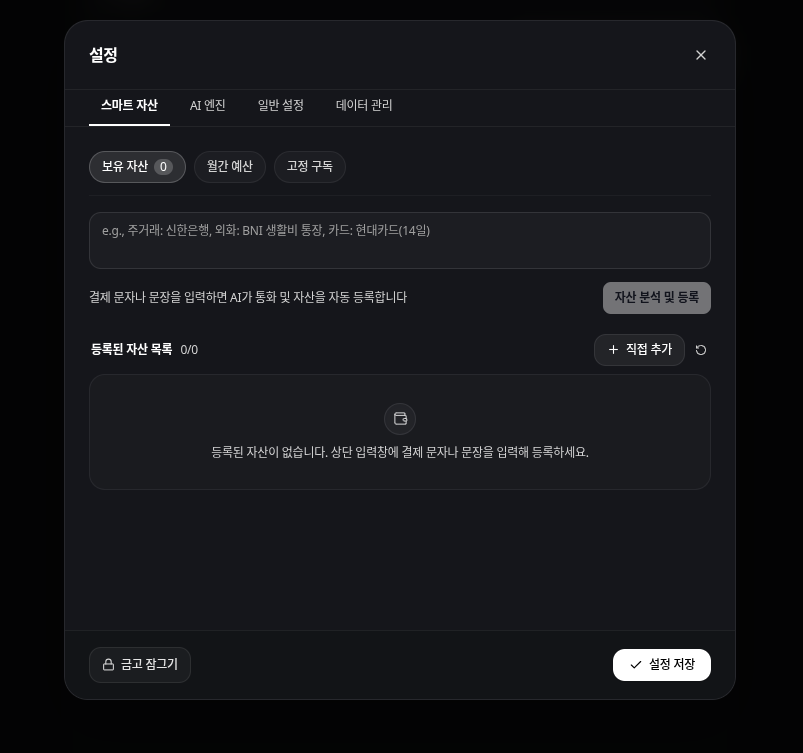 설정
스마트 자산 AI 엔진 일반 설정 데이터 관리
보유 자산 0 월간 예산 고정 구독
e.g., 주거래: 신한은행, 외화: BNI 생활비 통장, 카드: 현대카드(14일)
결제 문자나 문장을 입력하면 AI가 통화 및 자산을 자동 등록합니다 자산 분석 및 등록
등록된 자산 목록 0/0 직접 추가
등록된 자산이 없습니다. 상단 입력창에 결제 문자나 문장을 입력해 등록하세요.
금고 잠그기 설정 저장